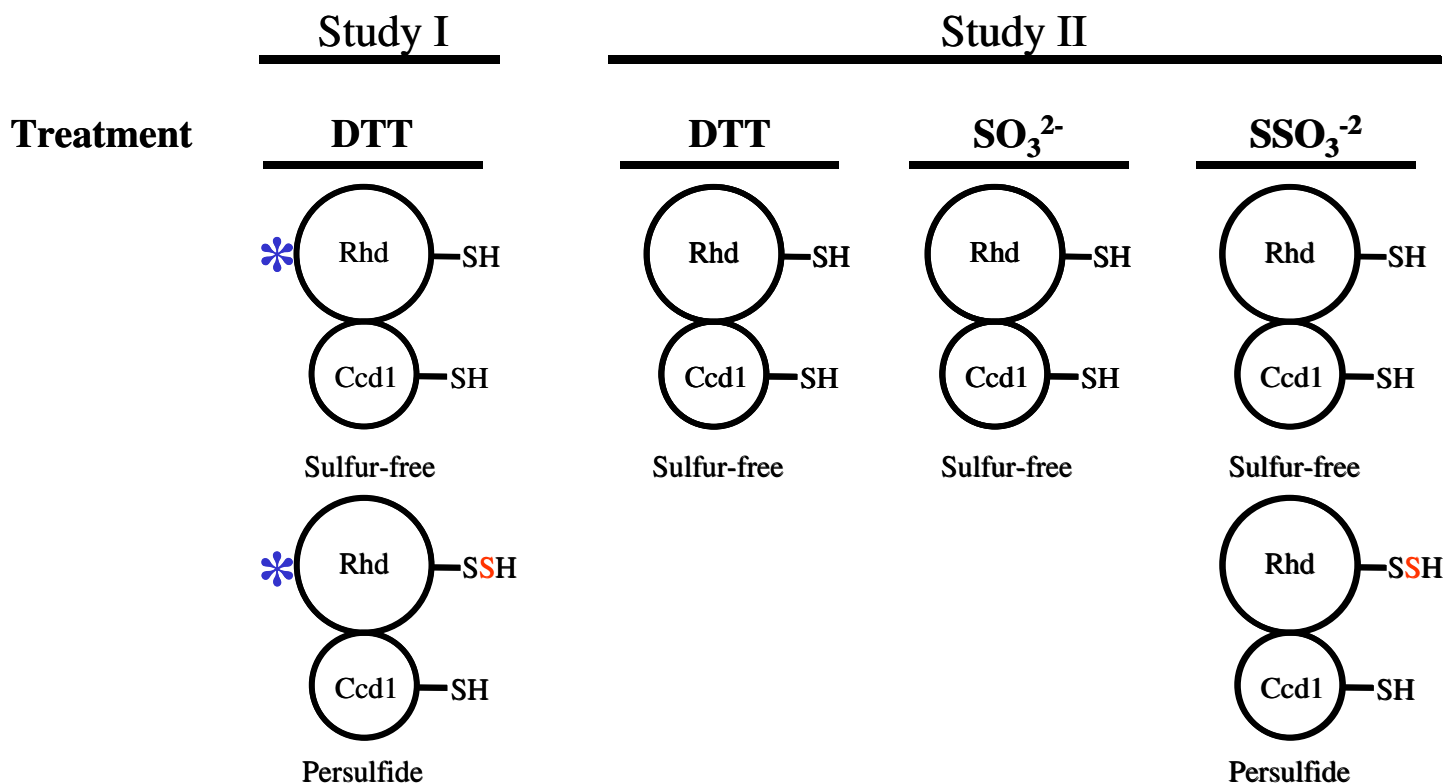 Study I Study II
Treatment DTT DTT SO₃²⁻ SSO₃⁻²
* Rhd SH Rhd SH Rhd SH Rhd SH
Ccd1 SH Ccd1 SH Ccd1 SH Ccd1 SH
Sulfur-free Sulfur-free Sulfur-free Sulfur-free
* Rhd SSH Rhd SSH
Ccd1 SH Ccd1 SH
Persulfide Persulfide